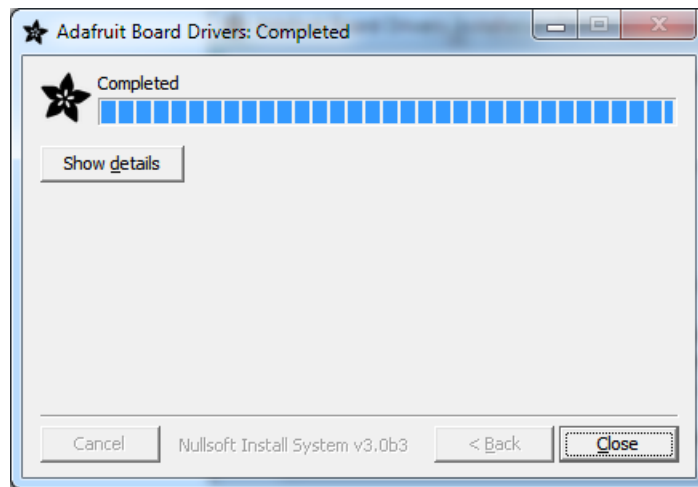 Adafruit Board Drivers: Completed
Completed
Show details
Cancel
Nullsoft Install System v3.0b3
< Back
Close